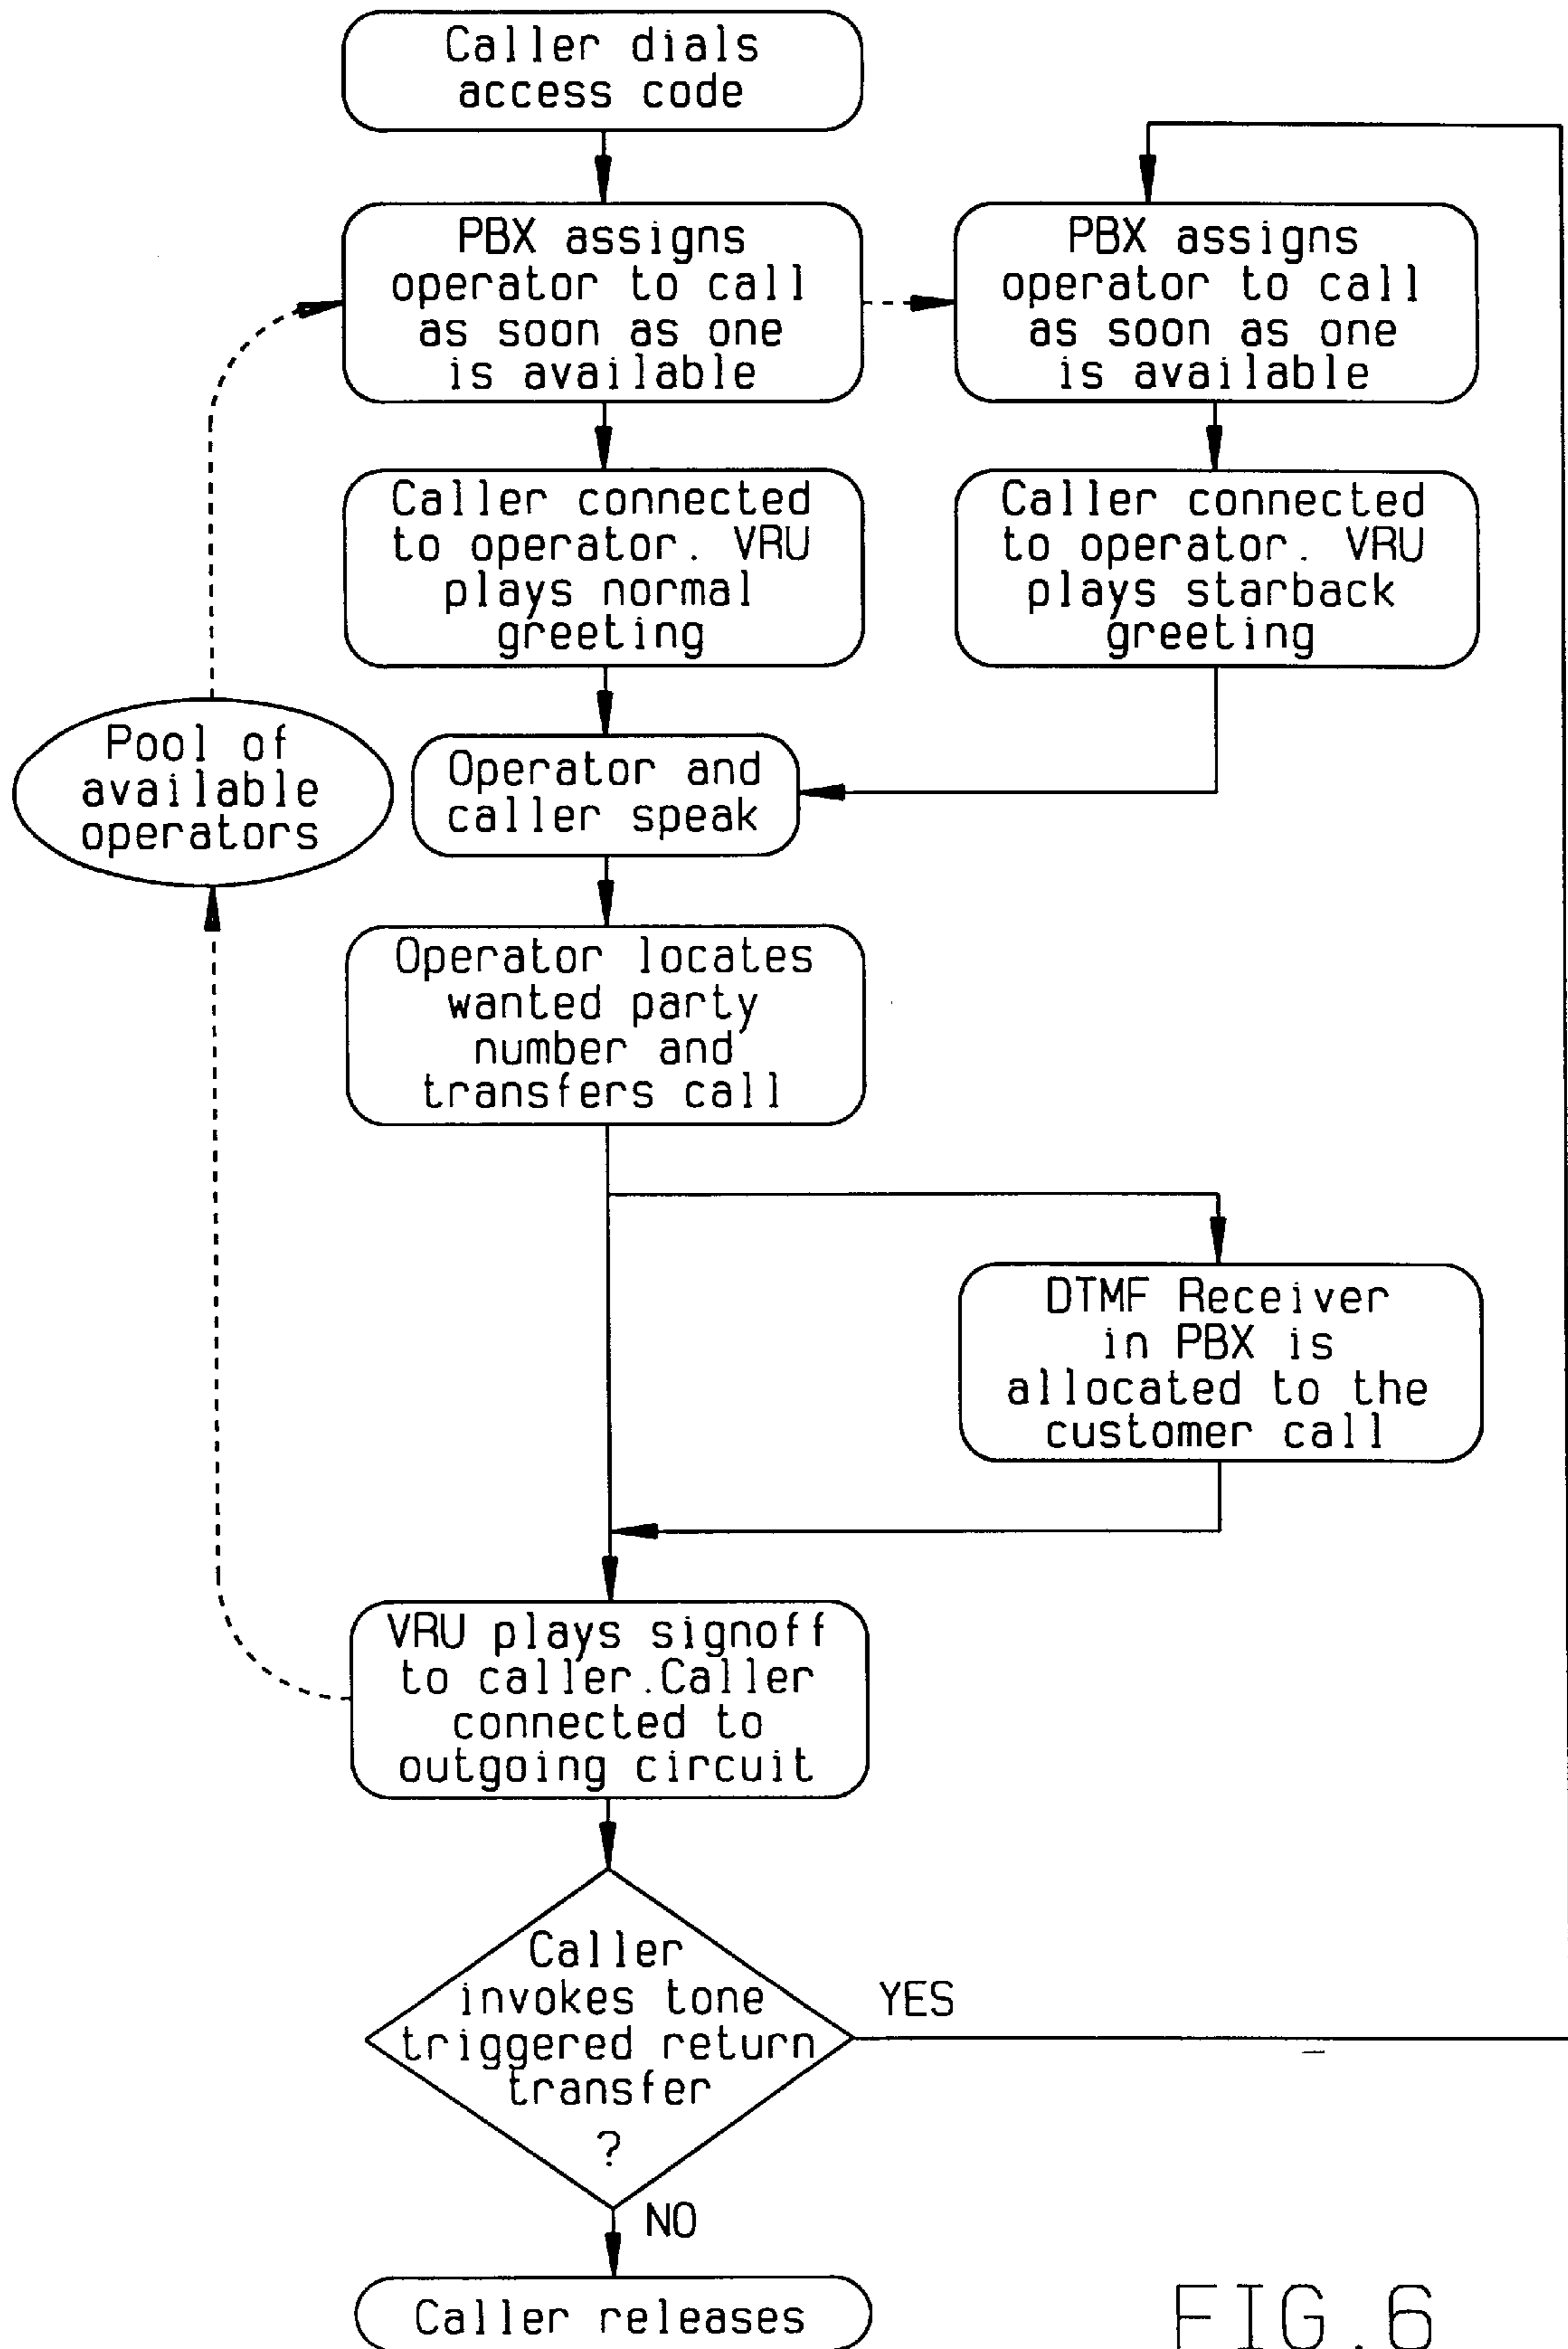 Caller dials
access code
PBX assigns
operator to call
as soon as one
is available
PBX assigns
operator to call
as soon as one
is available
Caller connected
to operator. VRU
plays normal
greeting
Caller connected
to operator. VRU
plays starback
greeting
Pool of
available
operators
Operator and
caller speak
Operator locates
wanted party
number and
transfers call
DTMF Receiver
in PBX is
allocated to the
customer call
VRU plays signoff
to caller.Caller
connected to
outgoing circuit
Caller
invokes tone
triggered return
transfer
?
YES
NO
Caller releases
FIG.6